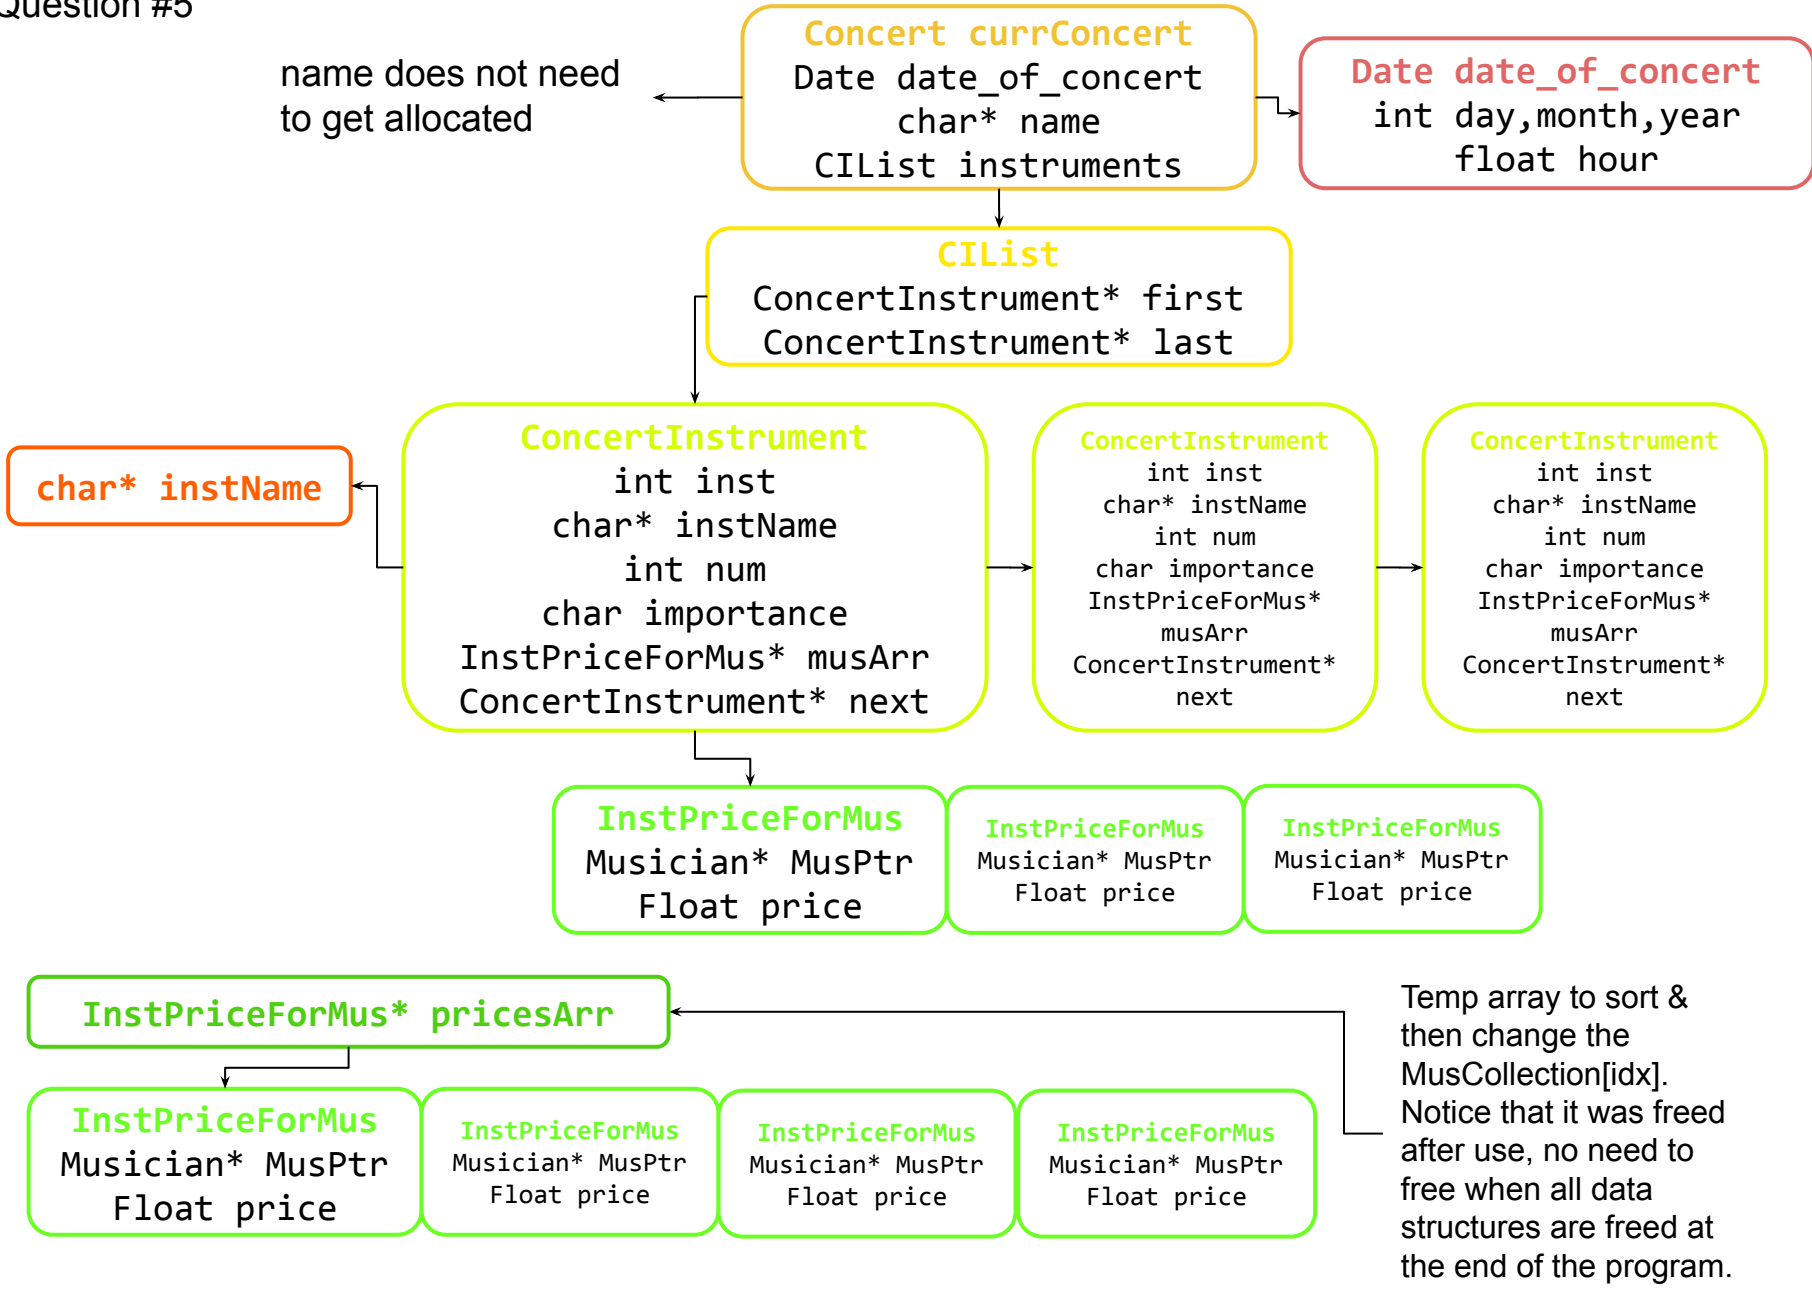 Question #5
name does not need
to get allocated
Concert currConcert
Date date_of_concert
char* name
CIList instruments
Date date_of_concert
int day,month,year
float hour
CIList
ConcertInstrument* first
ConcertInstrument* last
char* instName
ConcertInstrument
int inst
char* instName
int num
char importance
InstPriceForMus* musArr
ConcertInstrument* next
ConcertInstrument
int inst
char* instName
int num
char importance
InstPriceForMus*
musArr
ConcertInstrument*
next
ConcertInstrument
int inst
char* instName
int num
char importance
InstPriceForMus*
musArr
ConcertInstrument*
next
InstPriceForMus
Musician* MusPtr
Float price
InstPriceForMus
Musician* MusPtr
Float price
InstPriceForMus
Musician* MusPtr
Float price
InstPriceForMus* pricesArr
InstPriceForMus
Musician* MusPtr
Float price
InstPriceForMus
Musician* MusPtr
Float price
InstPriceForMus
Musician* MusPtr
Float price
InstPriceForMus
Musician* MusPtr
Float price
Temp array to sort &
then change the
MusCollection[idx].
Notice that it was freed
after use, no need to
free when all data
structures are freed at
the end of the program.